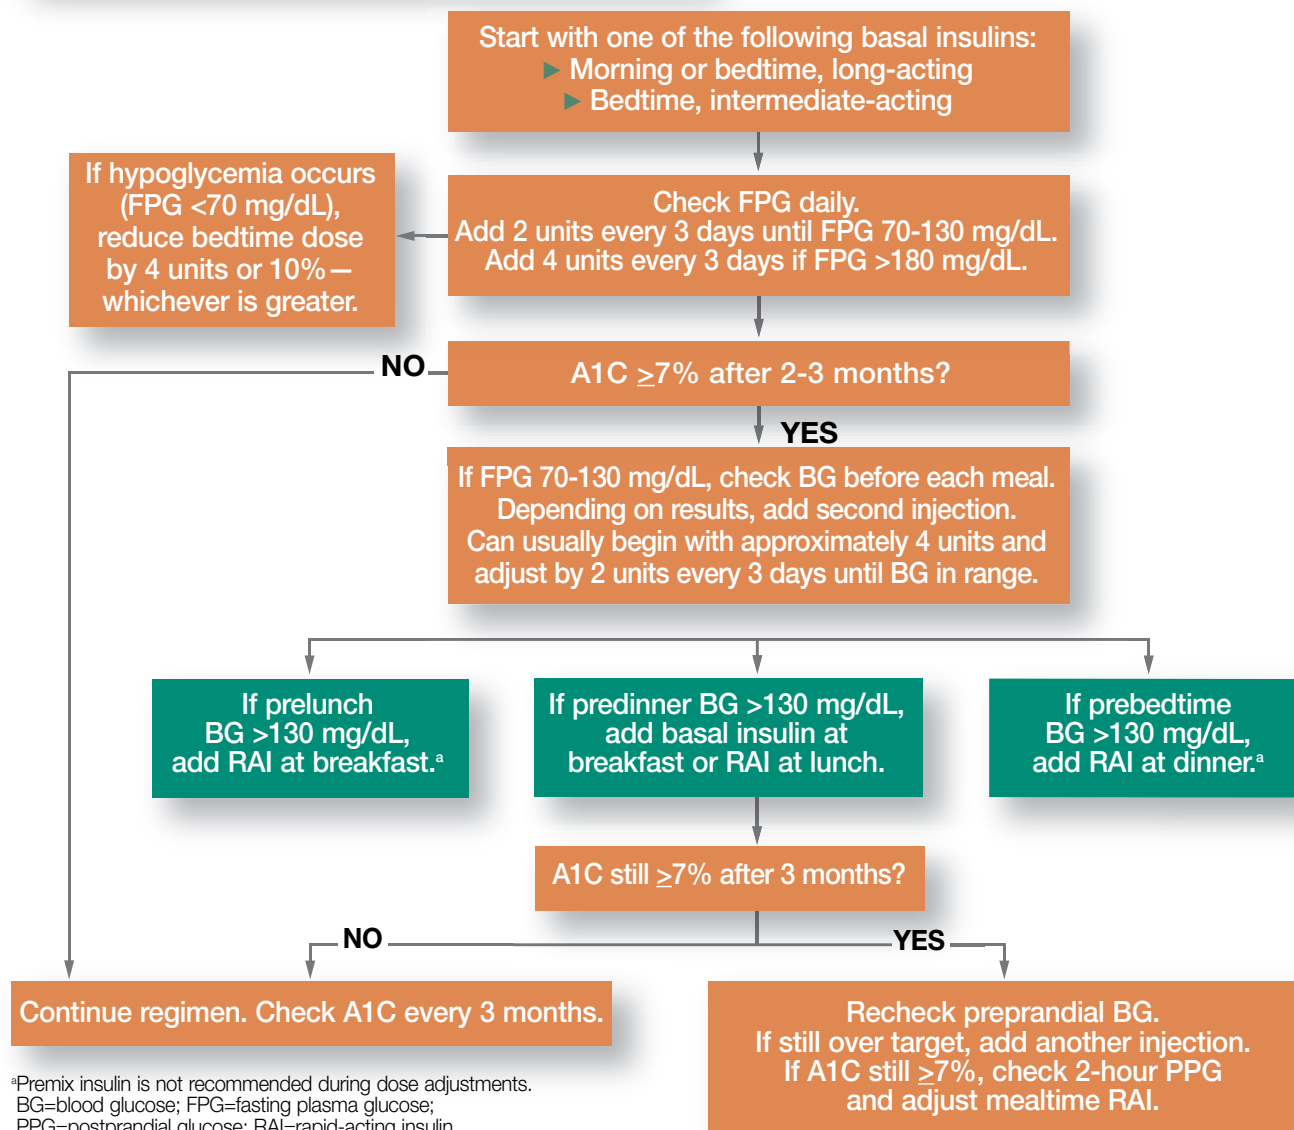 Start with one of the following basal insulins:
► Morning or bedtime, long-acting
► Bedtime, intermediate-acting
If hypoglycemia occurs
(FPG <70 mg/dL),
reduce bedtime dose
by 4 units or 10%—
whichever is greater.
Check FPG daily.
Add 2 units every 3 days until FPG 70-130 mg/dL.
Add 4 units every 3 days if FPG >180 mg/dL.
NO
A1C ≥7% after 2-3 months?
YES
If FPG 70-130 mg/dL, check BG before each meal.
Depending on results, add second injection.
Can usually begin with approximately 4 units and
adjust by 2 units every 3 days until BG in range.
If prelunch
BG >130 mg/dL,
add RAI at breakfast.ᵃ
If predinner BG >130 mg/dL,
add basal insulin at
breakfast or RAI at lunch.
If prebedtime
BG >130 mg/dL,
add RAI at dinner.ᵃ
A1C still ≥7% after 3 months?
NO
YES
Continue regimen. Check A1C every 3 months.
Recheck preprandial BG.
If still over target, add another injection.
If A1C still ≥7%, check 2-hour PPG
and adjust mealtime RAI.
ᵃPremix insulin is not recommended during dose adjustments.
BG=blood glucose; FPG=fasting plasma glucose;
PPG=postprandial glucose; RAI=rapid-acting insulin